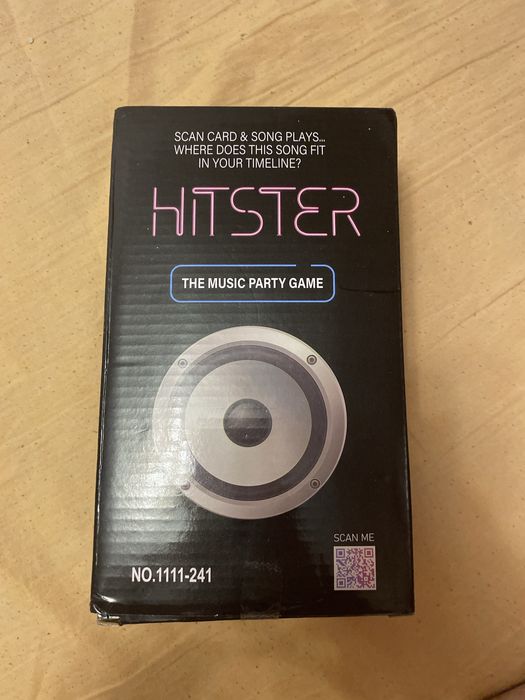 SCAN CARD & SONG PLAYS...
WHERE DOES THIS SONG FIT
IN YOUR TIMELINE?
HITSTER
THE MUSIC PARTY GAME
SCAN ME
NO.1111-241